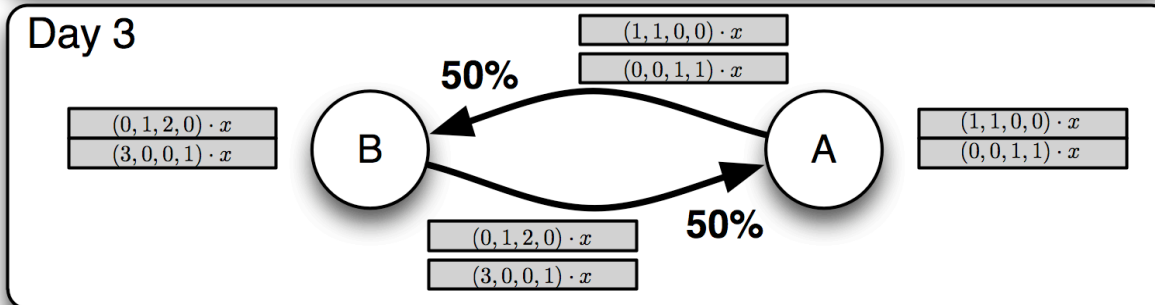 Day 3
(1, 1, 0, 0) · x
(0, 0, 1, 1) · x
50%
(0, 1, 2, 0) · x
(3, 0, 0, 1) · x
B
A
(1, 1, 0, 0) · x
(0, 0, 1, 1) · x
50%
(0, 1, 2, 0) · x
(3, 0, 0, 1) · x